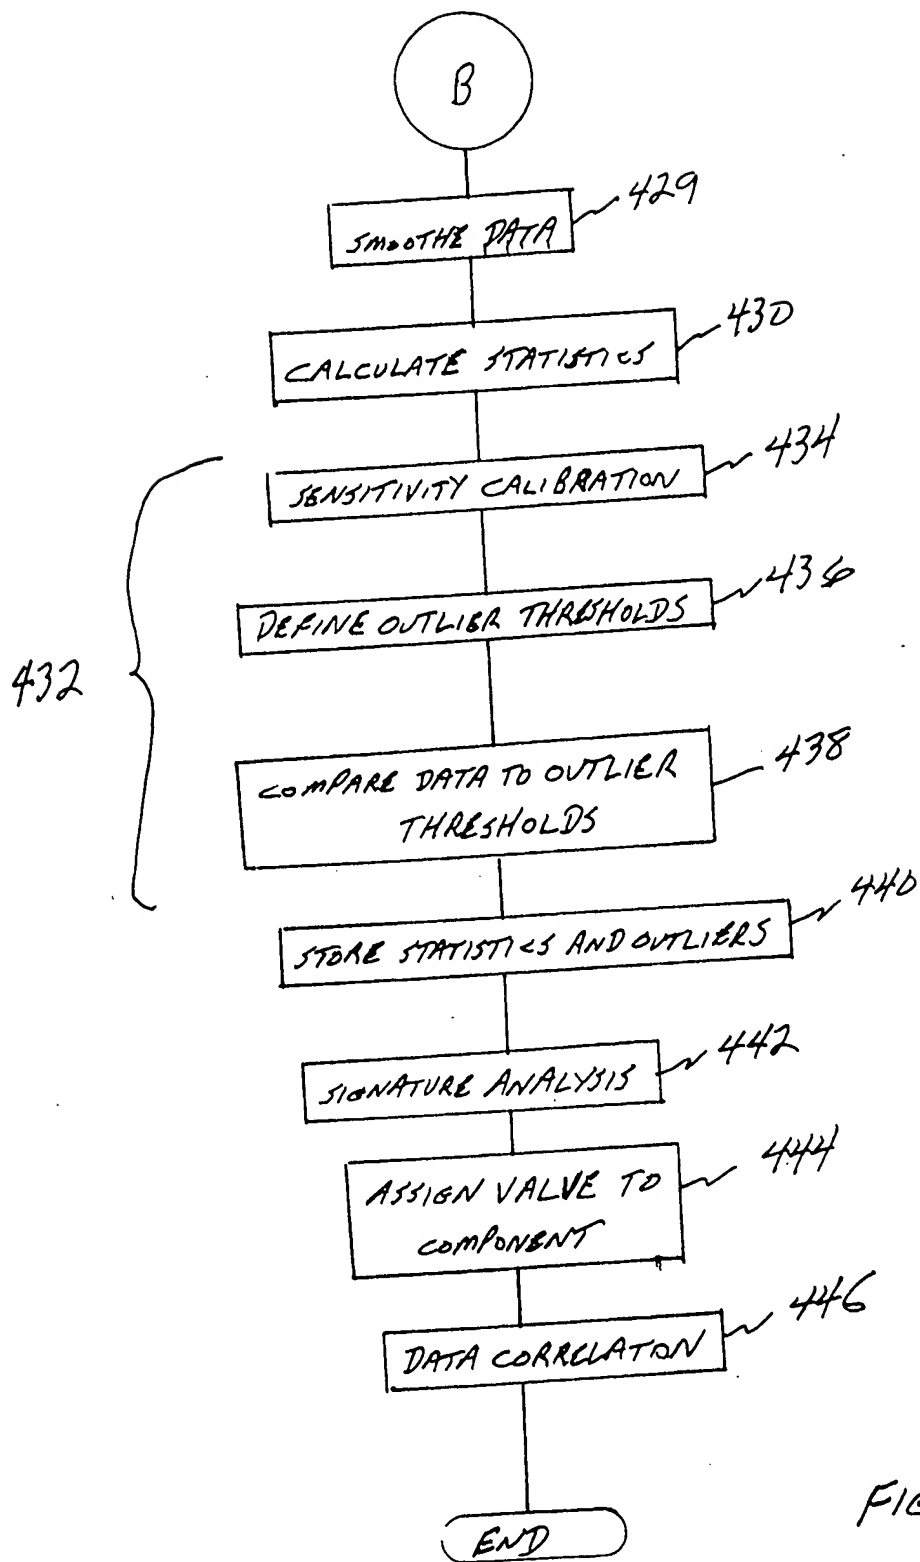 B
SMOOTHE DATA
429
CALCULATE STATISTICS
430
SENSITIVITY CALIBRATION
434
DEFINE OUTLIER THRESHOLDS
436
432
COMPARE DATA TO OUTLIER
THRESHOLDS
438
STORE STATISTICS AND OUTLIERS
440
SIGNATURE ANALYSIS
442
ASSIGN VALVE TO
COMPONENT
444
DATA CORRELATION
446
END